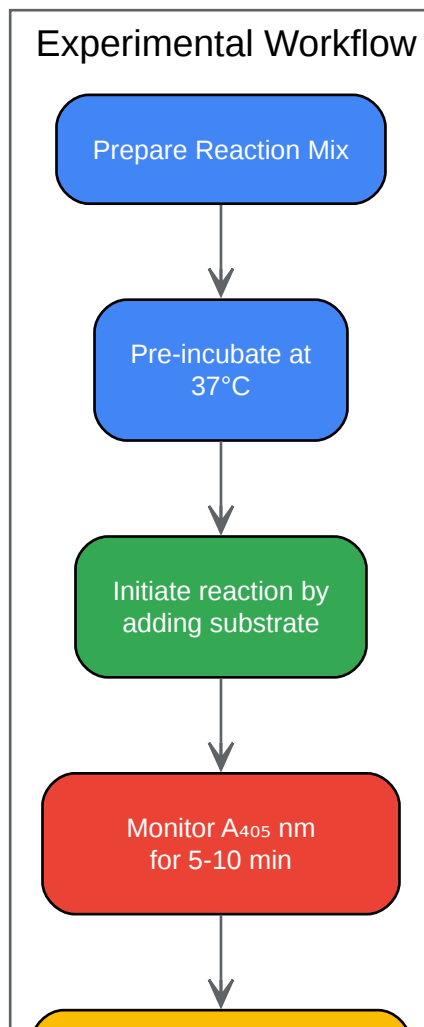 Experimental Workflow
Prepare Reaction Mix
Pre-incubate at
37°C
Initiate reaction by
adding substrate
Monitor A₄₀₅ nm
for 5-10 min